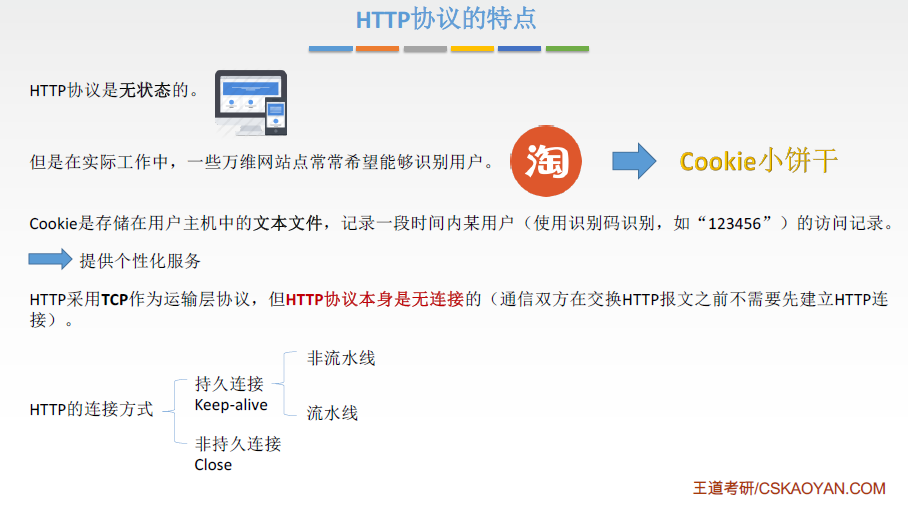 HTTP协议的特点
HTTP协议是无状态的。
但是在实际工作中，一些万维网站点常常希望能够识别用户。
淘
Cookie小饼干
Cookie是存储在用户主机中的文本文件，记录一段时间内某用户（使用识别码识别，如“123456”）的访问记录。
提供个性化服务
HTTP采用TCP作为运输层协议，但HTTP协议本身是无连接的（通信双方在交换HTTP报文之前不需要先建立HTTP连
接）。
HTTP的连接方式
持久连接
Keep-alive
非流水线
流水线
非持久连接
Close
王道考研/CSKAOYAN.COM